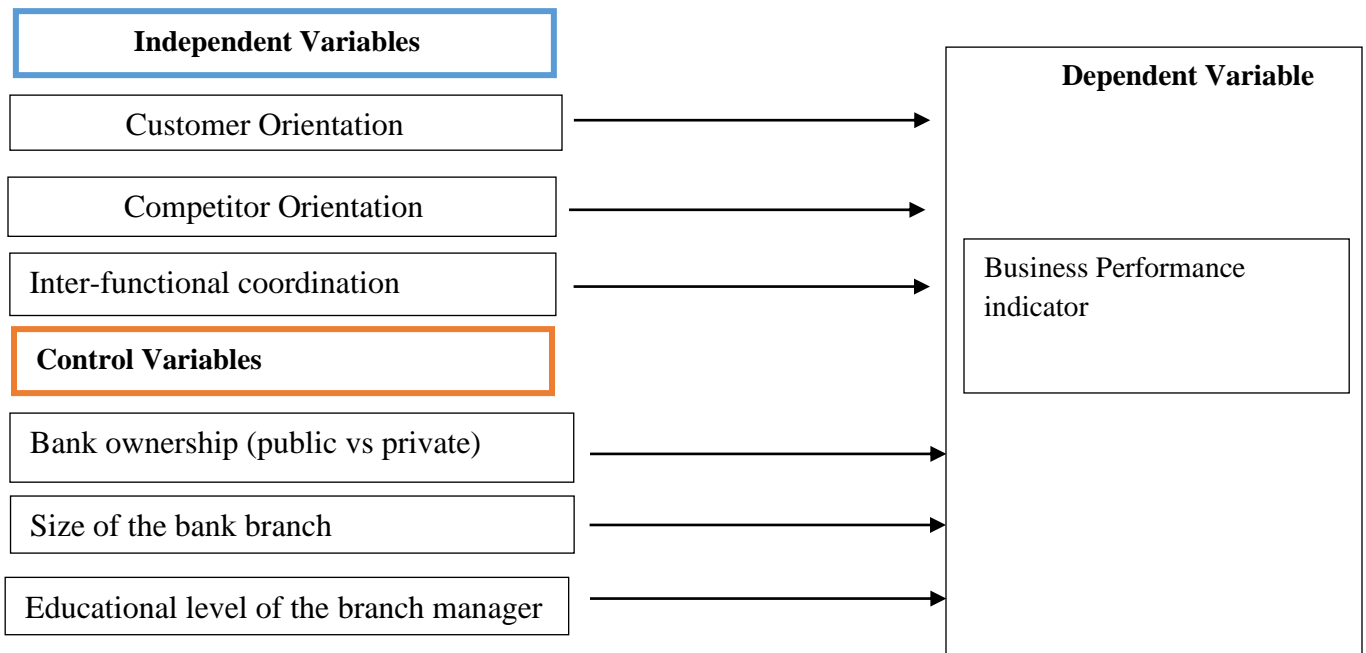 Independent Variables
Customer Orientation
Competitor Orientation
Inter-functional coordination
Control Variables
Bank ownership (public vs private)
Size of the bank branch
Educational level of the branch manager
Dependent Variable
Business Performance
indicator